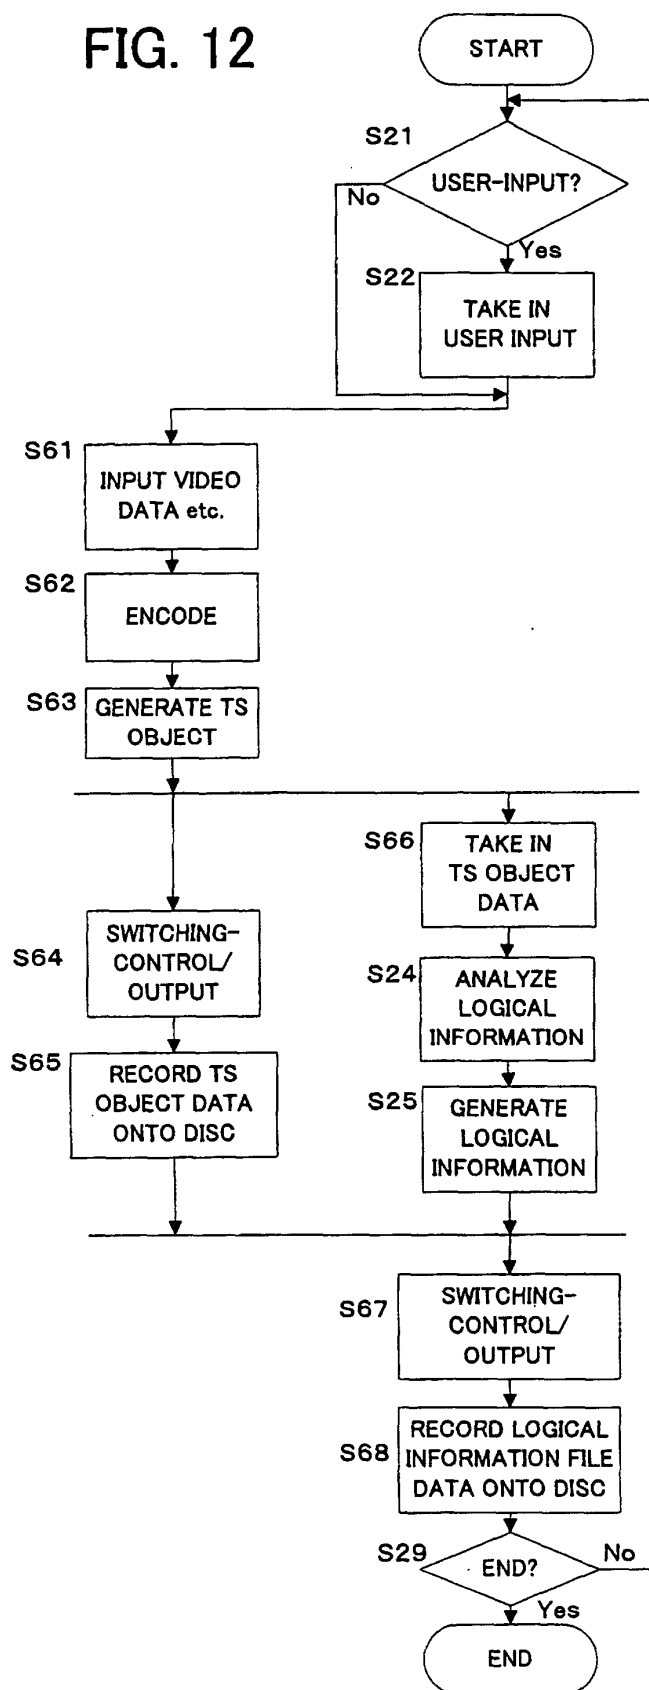 FIG. 12
START
S21
USER-INPUT?
No
Yes
S22
TAKE IN
USER INPUT
S61
INPUT VIDEO
DATA etc.
S62
ENCODE
S63
GENERATE TS
OBJECT
S66
TAKE IN
TS OBJECT
DATA
S64
SWITCHING-
CONTROL/
OUTPUT
S24
ANALYZE
LOGICAL
INFORMATION
S65
RECORD TS
OBJECT DATA
ONTO DISC
S25
GENERATE
LOGICAL
INFORMATION
S67
SWITCHING-
CONTROL/
OUTPUT
S68
RECORD LOGICAL
INFORMATION FILE
DATA ONTO DISC
S29
END?
No
Yes
END